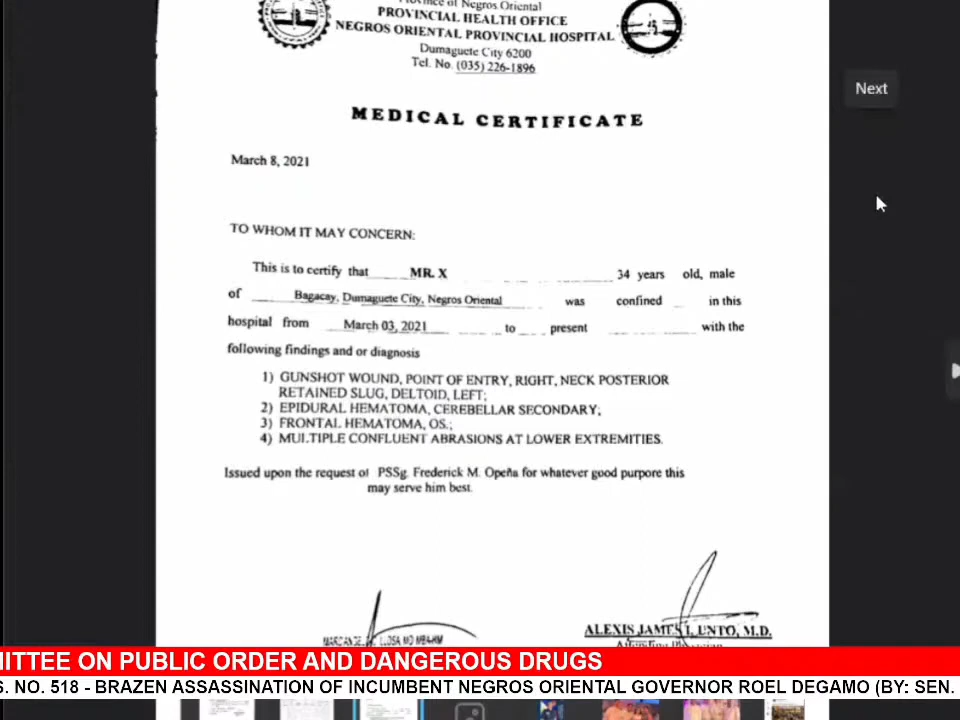 Province of Negros Oriental
PROVINCIAL HEALTH OFFICE
NEGROS ORIENTAL PROVINCIAL HOSPITAL
Dumaguete City 6200
Tel. No. (035) 226-1896
MEDICAL CERTIFICATE
Next
March 8, 2021
TO WHOM IT MAY CONCERN:
This is to certify that MR. X 34 years old, male
of Bagacay, Dumaguete City, Negros Oriental was confined in this
hospital from March 03, 2021 to present with the
following findings and or diagnosis
1) GUNSHOT WOUND, POINT OF ENTRY, RIGHT, NECK POSTERIOR
RETAINED SLUG, DELTOID, LEFT;
2) EPIDURAL HEMATOMA, CEREBELLAR SECONDARY;
3) FRONTAL HEMATOMA, OS.;
4) MULTIPLE CONFLUENT ABRASIONS AT LOWER EXTREMITIES.
Issued upon the request of PSSg. Frederick M. Opeña for whatever good purpore this
may serve him best.
ALEXIS JAMES UNTO, M.D.
MITTEE ON PUBLIC ORDER AND DANGEROUS DRUGS
S. NO. 518 - BRAZEN ASSASSINATION OF INCUMBENT NEGROS ORIENTAL GOVERNOR ROEL DEGAMO (BY: SEN.